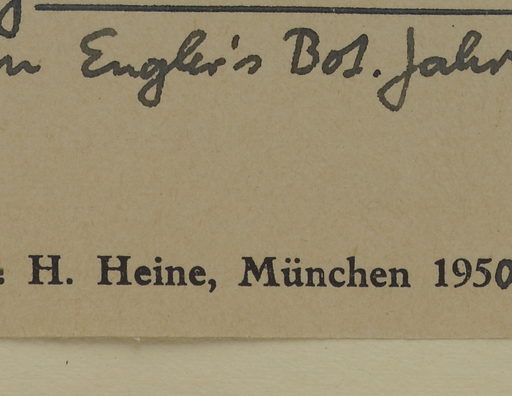 Engler's Bot. Jahr
: H. Heine, München 1950